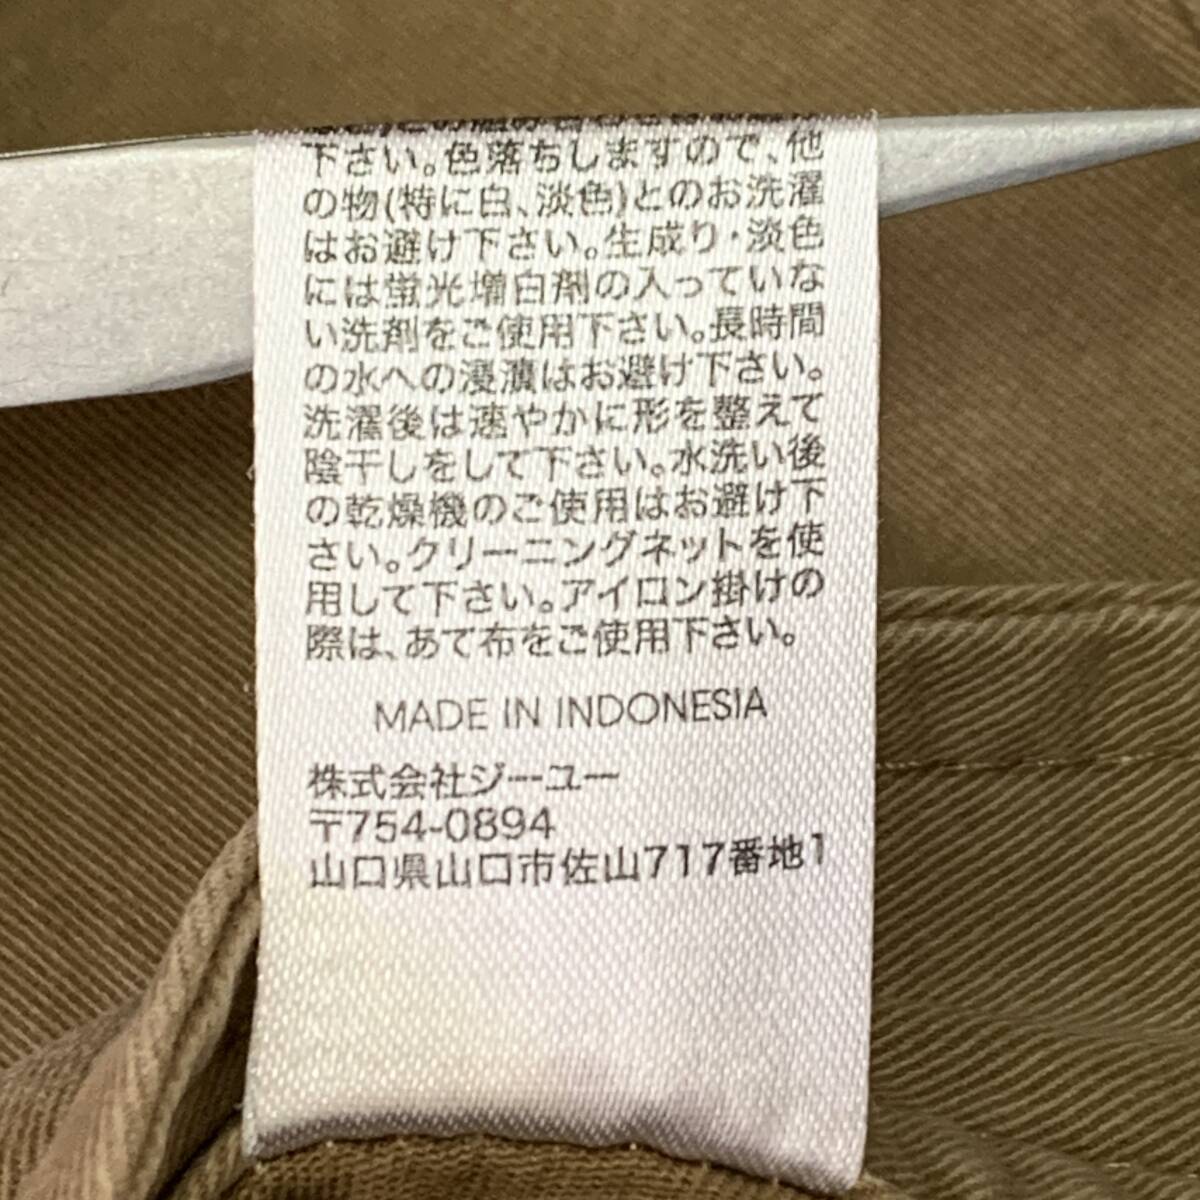 下さい。色落ちしますので、他
の物(特に白、淡色)とのお洗濯
はお避け下さい。生成り・淡色
には蛍光増白剤の入っていな
い洗剤をご使用下さい。長時間
の水への浸漬はお避け下さい。
洗濯後は速やかに形を整えて
陰干しをして下さい。水洗い後
の乾燥機のご使用はお避け下
さい。クリーニングネットを使
用して下さい。アイロン掛けの
際は、あて布をご使用下さい。
MADE IN INDONESIA
株式会社ジーユー
〒754-0894
山口県山口市佐山717番地1